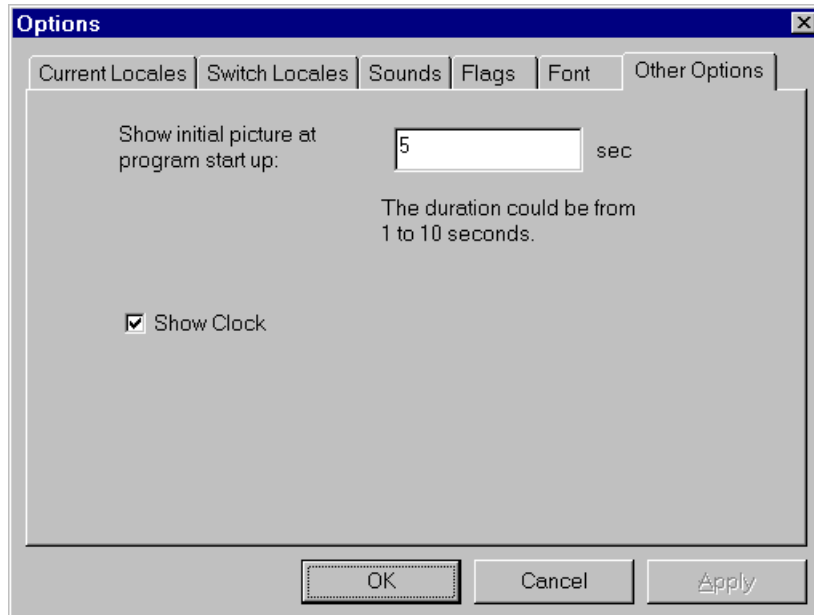 Options
Current Locales Switch Locales Sounds Flags Font Other Options
Show initial picture at
program start up:
5 sec
The duration could be from
1 to 10 seconds.
Show Clock
OK Cancel Apply